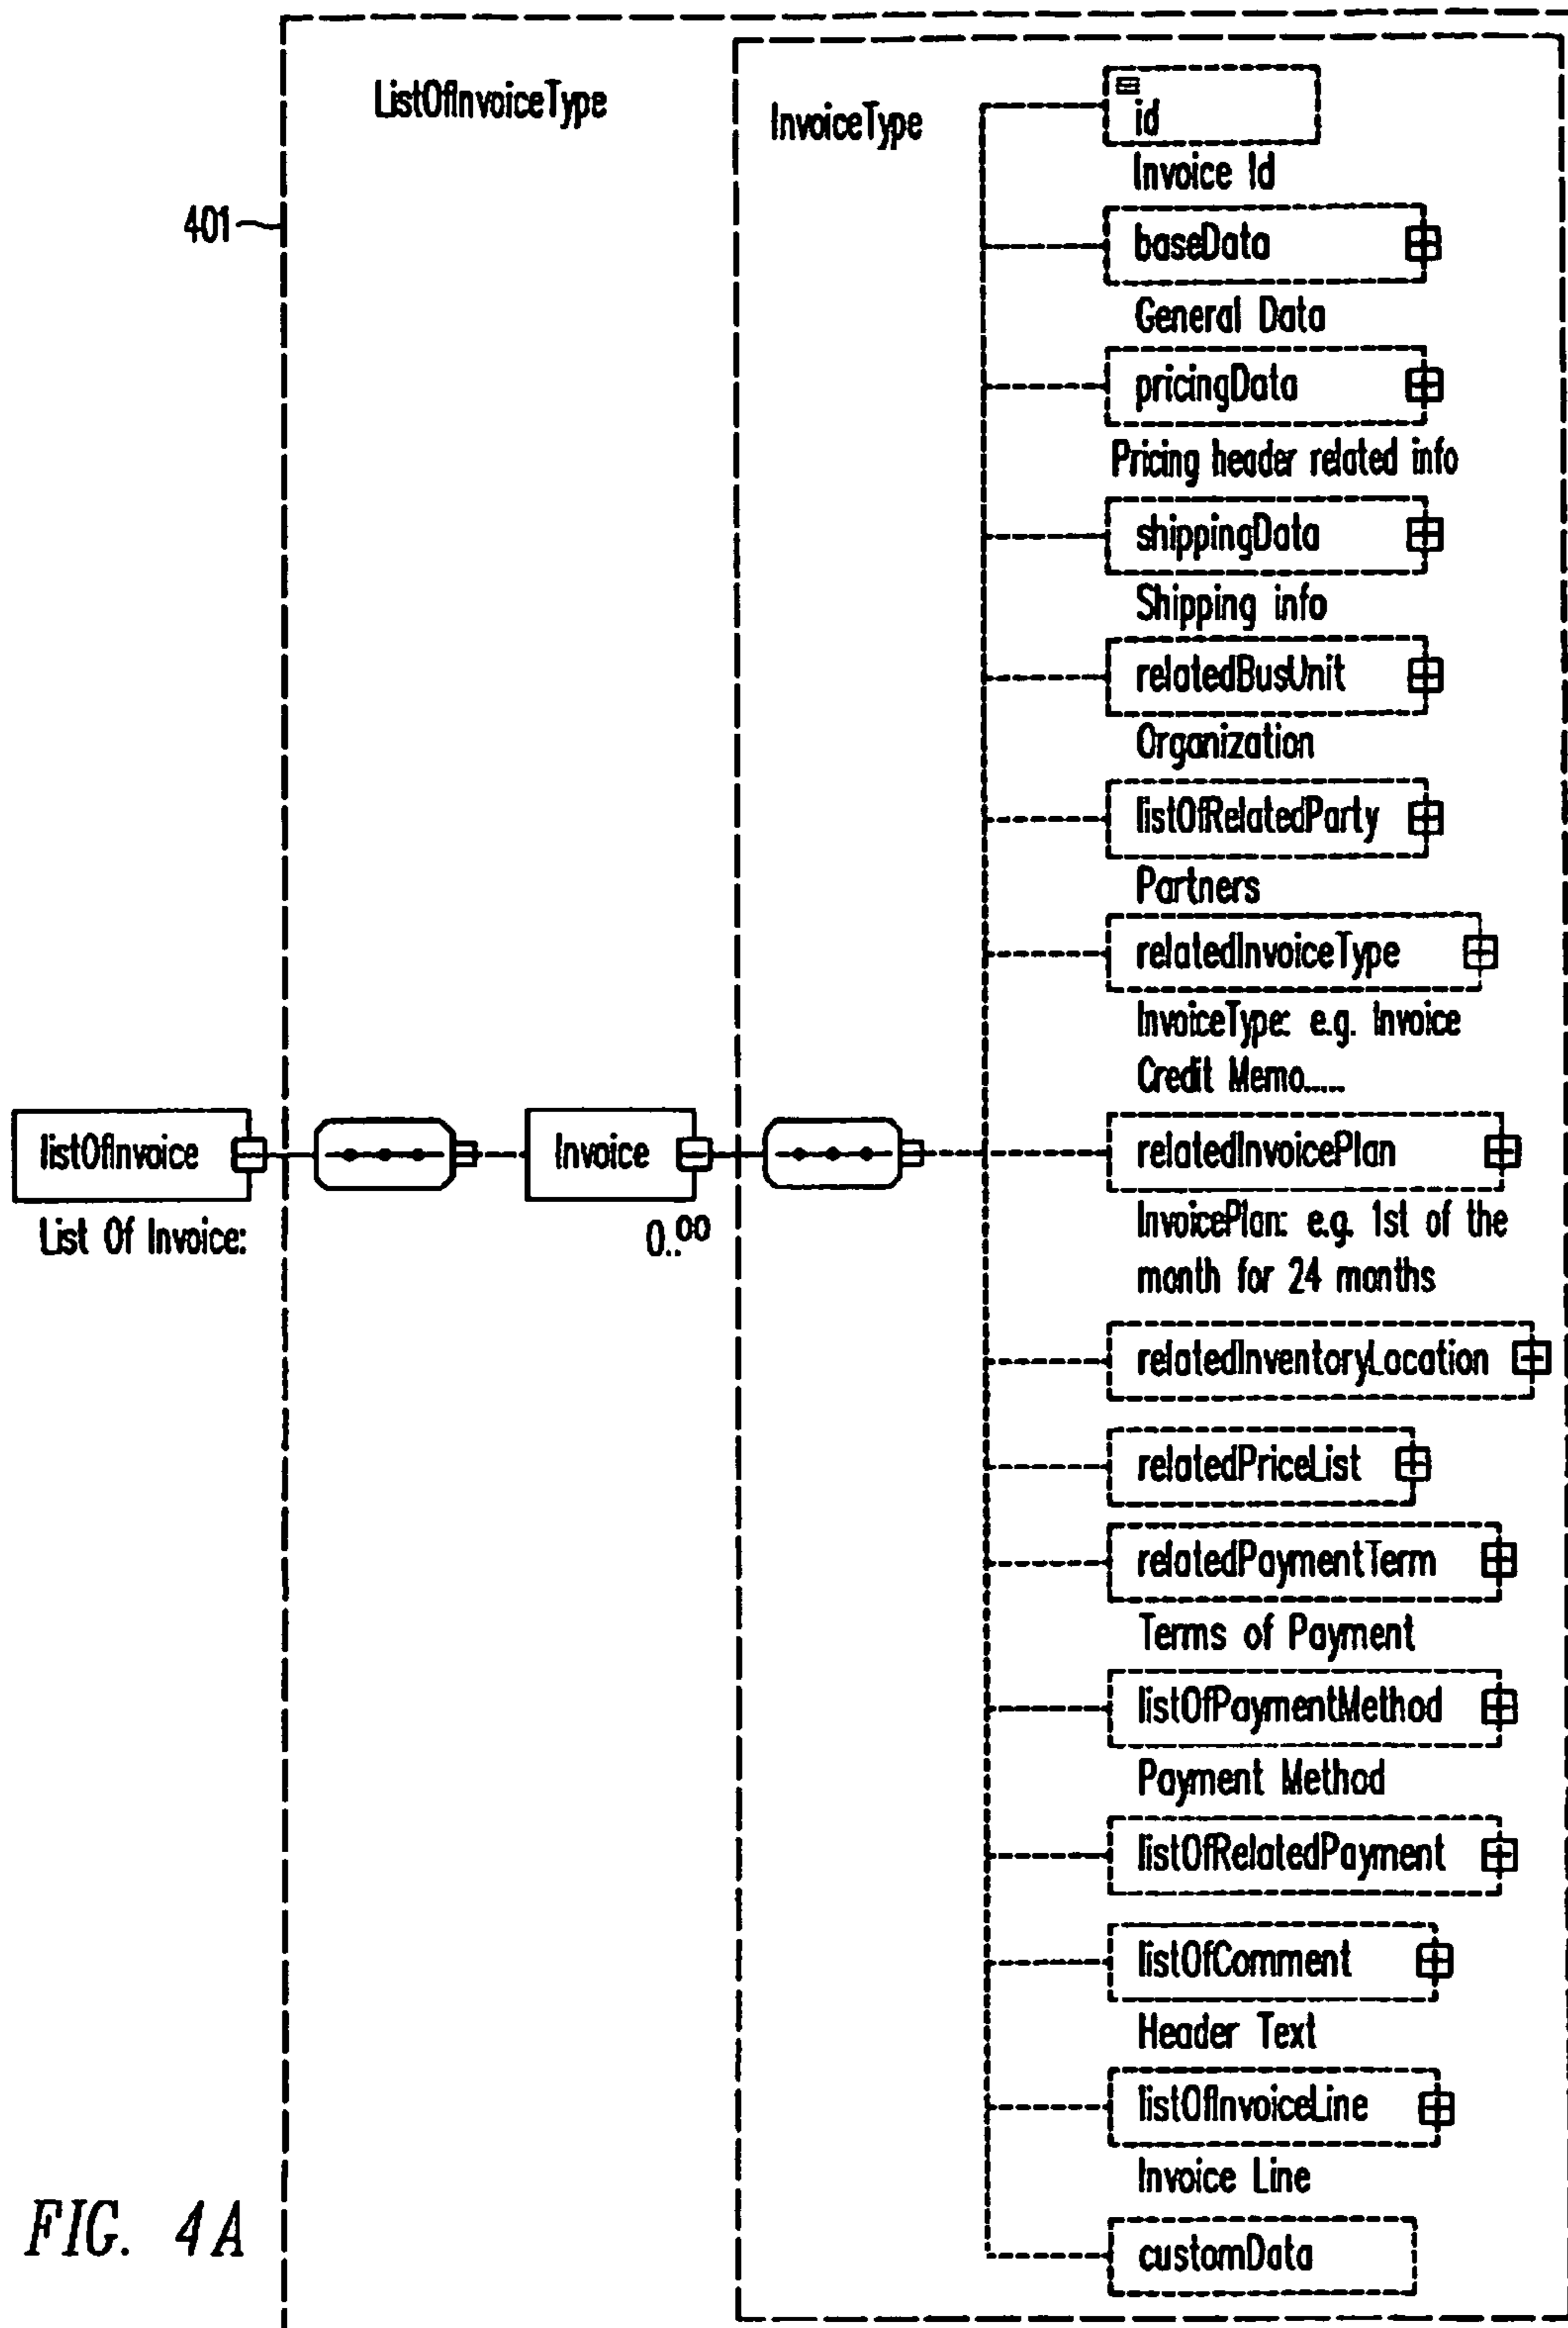 ListOfInvoiceType
InvoiceType
401
id
Invoice Id
baseData
General Data
pricingData
Pricing header related info
shippingData
Shipping info
relatedBusUnit
Organization
listOfRelatedParty
Partners
relatedInvoiceType
InvoiceType: e.g. Invoice
Credit Memo.....
listOfInvoice
List Of Invoice:
Invoice
0..00
relatedInvoicePlan
InvoicePlan: e.g. 1st of the
month for 24 months
relatedInventoryLocation
relatedPriceList
relatedPaymentTerm
Terms of Payment
listOfPaymentMethod
Payment Method
listOfRelatedPayment
listOfComment
Header Text
listOfInvoiceLine
Invoice Line
customData
FIG. 4A